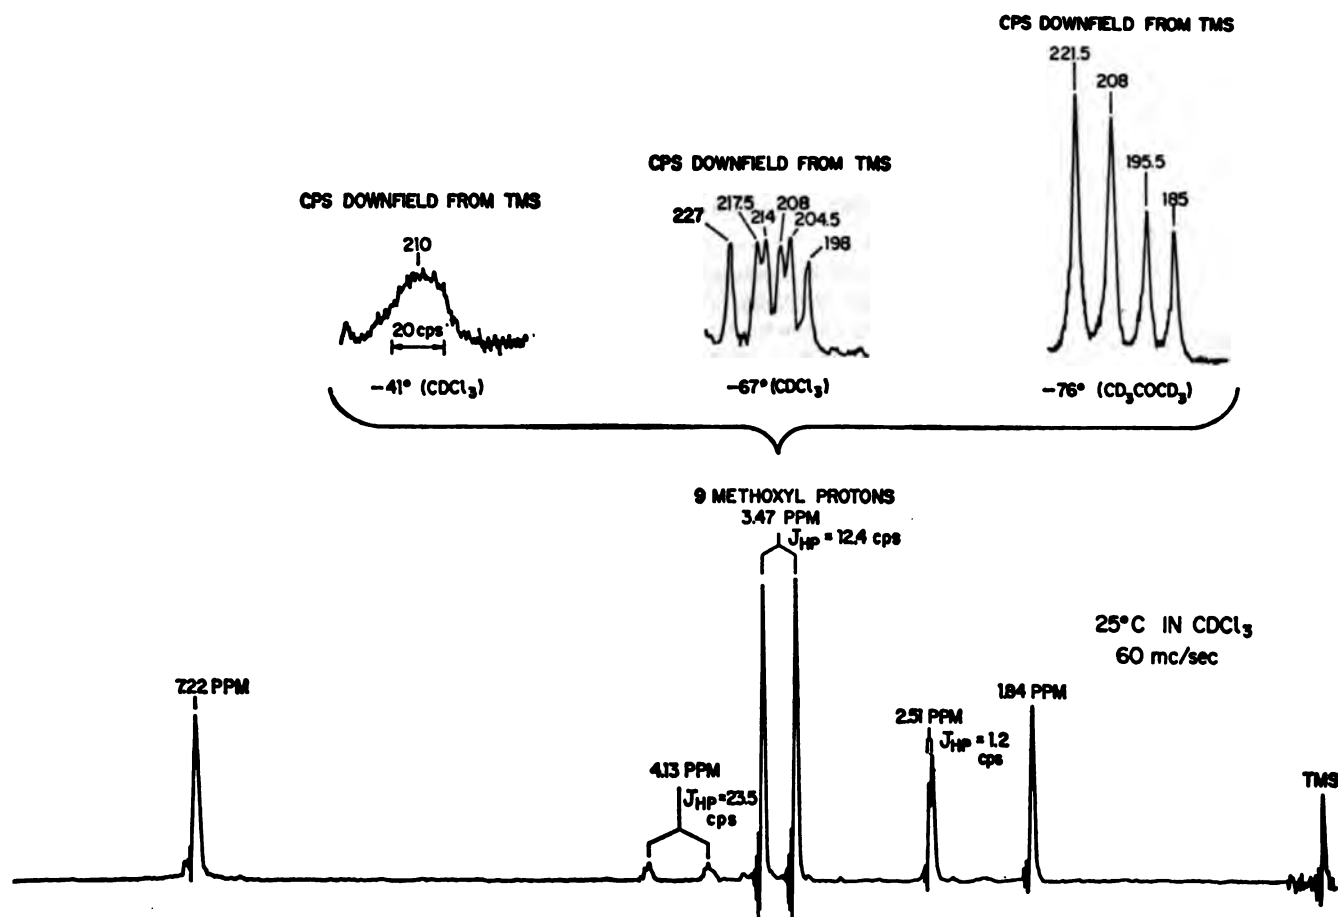 CPS DOWNFIELD FROM TMS
221.5
208
195.5
185
-76° (CD₃COCD₃)
CPS DOWNFIELD FROM TMS
227
217.5
214
208
204.5
198
-67° (CDCl₃)
CPS DOWNFIELD FROM TMS
210
20 cps
-41° (CDCl₃)
9 METHOXYL PROTONS
3.47 PPM
J_HP = 12.4 cps
25°C IN CDCl₃
60 mc/sec
7.22 PPM
4.13 PPM
J_HP=23.5
cps
2.51 PPM
J_HP = 1.2
cps
1.84 PPM
TMS